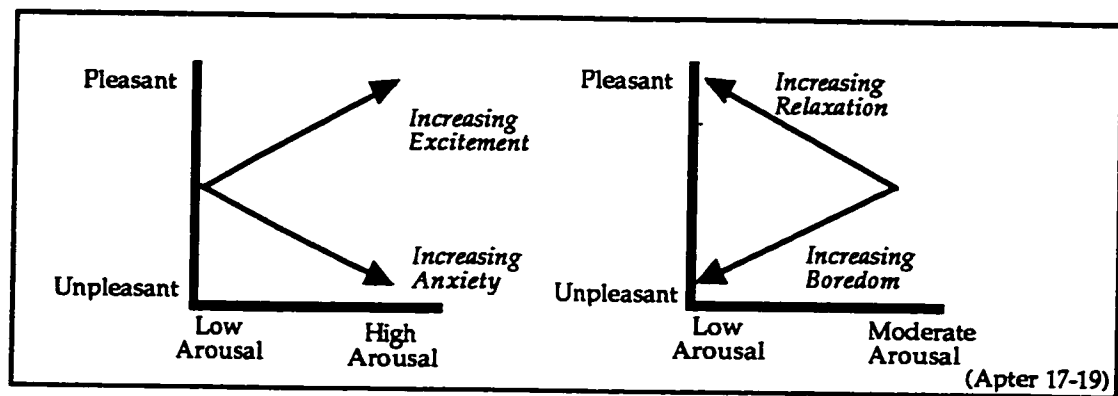 Pleasant
Increasing
Excitement
Increasing
Anxiety
Unpleasant
Low
Arousal
High
Arousal
Pleasant
Increasing
Relaxation
Increasing
Boredom
Unpleasant
Low
Arousal
Moderate
Arousal
(Apter 17-19)